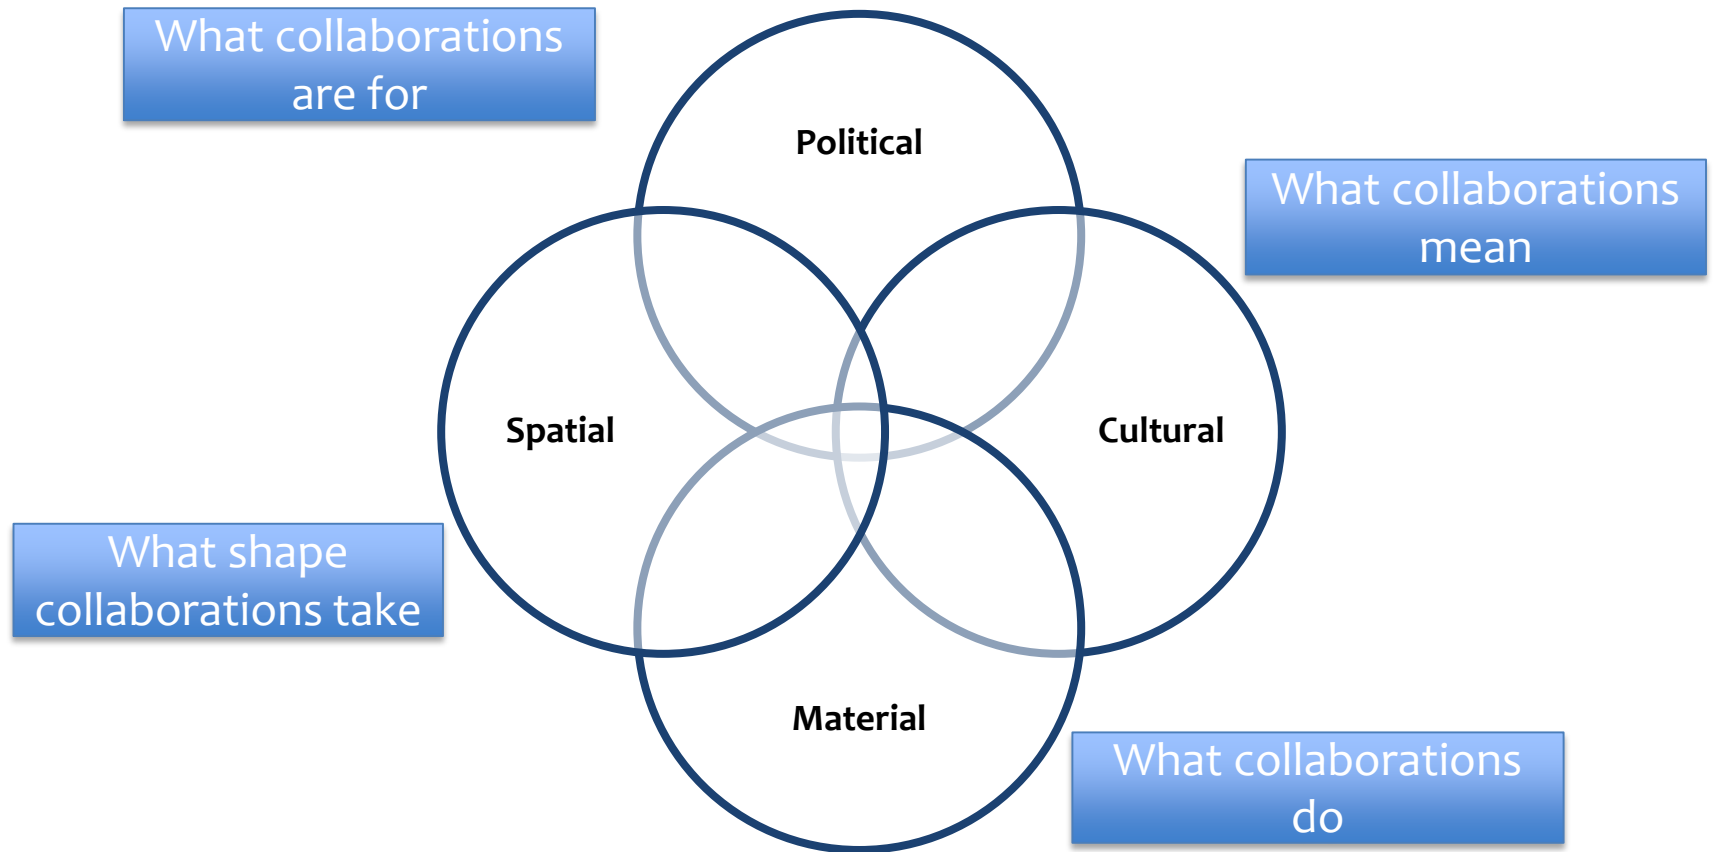 What collaborations
are for
Political
What collaborations
mean
Spatial
Cultural
What shape
collaborations take
Material
What collaborations
do